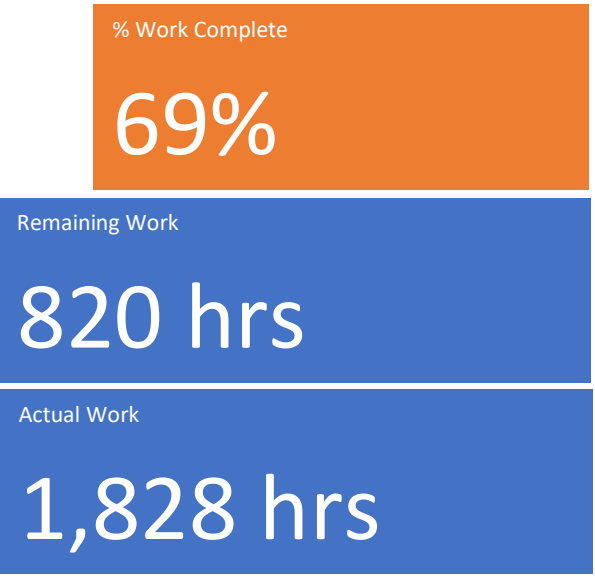 % Work Complete
69%
Remaining Work
820 hrs
Actual Work
1,828 hrs